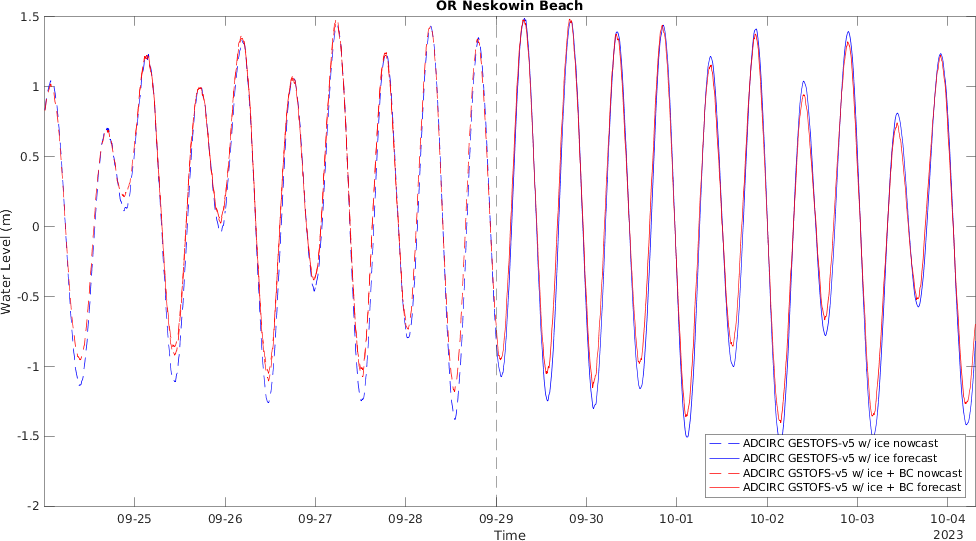 OR Neskowin Beach
1.5
1
0.5
0
-0.5
-1
-1.5
-2
Water Level (m)
ADCIRC GESTOFS-v5 w/ ice nowcast
ADCIRC GESTOFS-v5 w/ ice forecast
ADCIRC GSTOFS-v5 w/ ice + BC nowcast
ADCIRC GSTOFS-v5 w/ ice + BC forecast
09-25 09-26 09-27 09-28 09-29 09-30 10-01 10-02 10-03 10-04
2023
Time